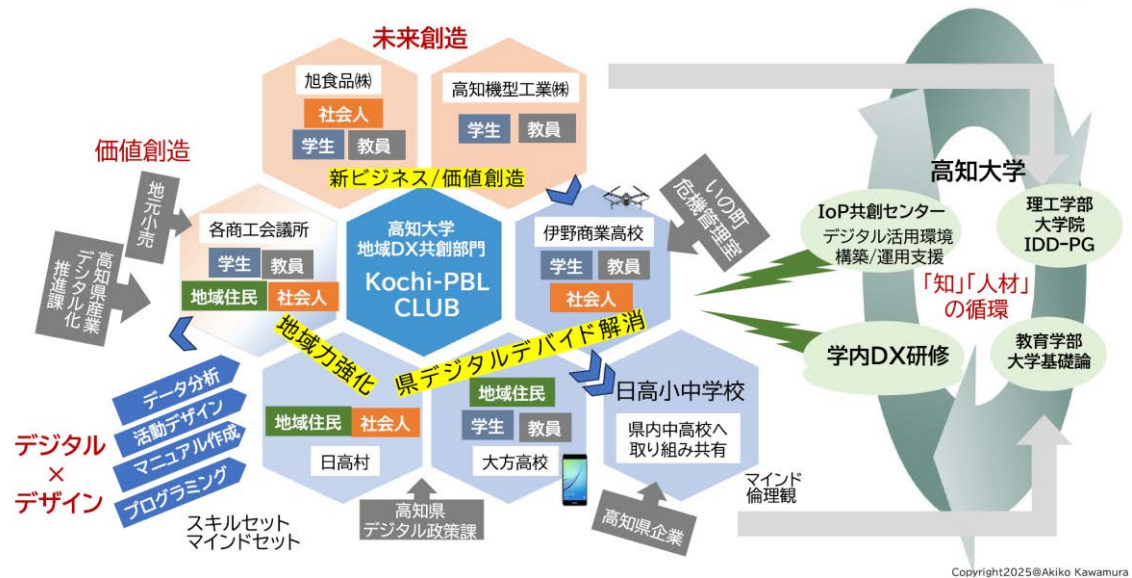 未来創造
旭食品㈱
社会人
学生
教員
高知機型工業㈱
学生
教員
新ビジネス/価値創造
価値創造
地元小売
高知県産業
デジタル化
推進課
各商工会議所
学生
教員
地域住民
社会人
高知大学
地域DX共創部門
Kochi-PBL
CLUB
伊野商業高校
学生
教員
社会人
いの町
危機管理室
地域力強化
県デジタルデバイド解消
データ分析
活動デザイン
マニュアル作成
プログラミング
デジタル
×
デザイン
スキルセット
マインドセット
地域住民
社会人
日高村
高知県
デジタル政策課
地域住民
学生
教員
大方高校
日高小中学校
県内中高校へ
取り組み共有
高知県企業
マインド
倫理観
高知大学
IoP共創センター
デジタル活用環境
構築/運用支援
理工学部
大学院
IDD-PG
「知」「人材」
の循環
学内DX研修
教育学部
大学基礎論
Copyright2025@Akiko Kawamura